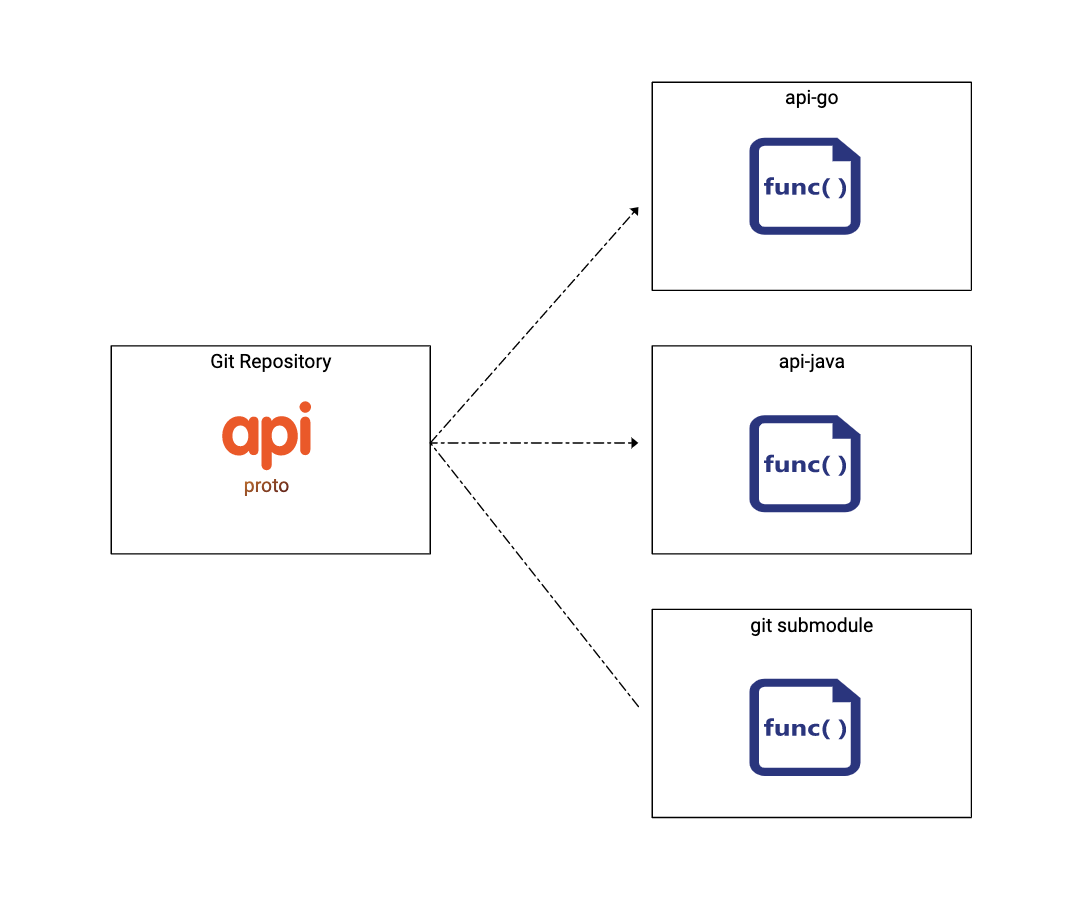 api-go
func( )
Git Repository
api
proto
api-java
func( )
git submodule
func( )